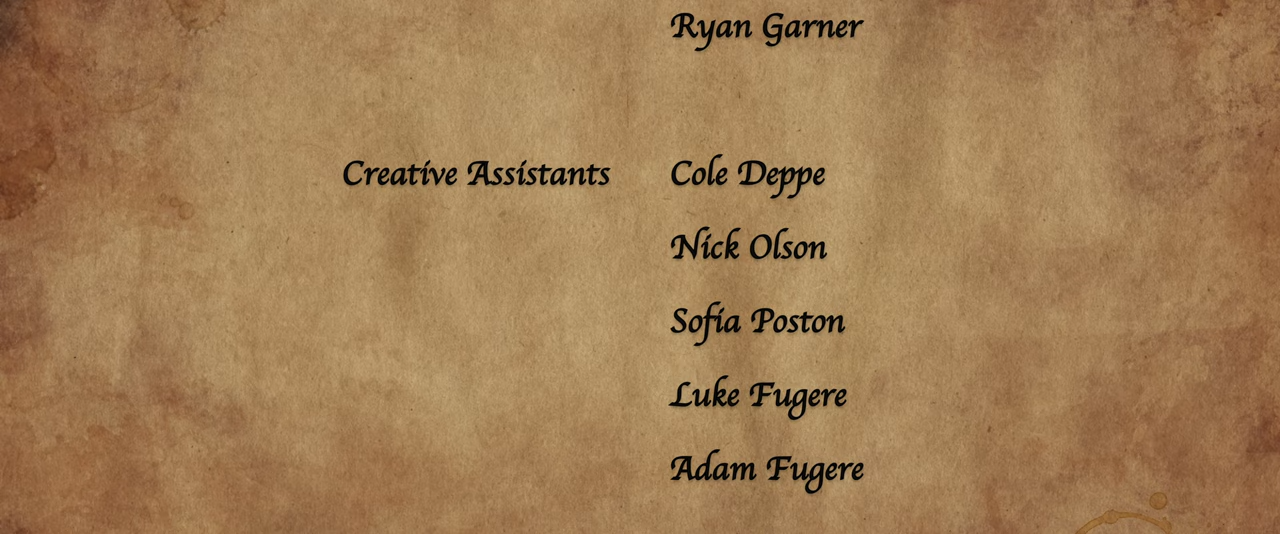 Ryan Garner
Creative Assistants Cole Deppe
Nick Olson
Sofia Poston
Luke Fugere
Adam Fugere